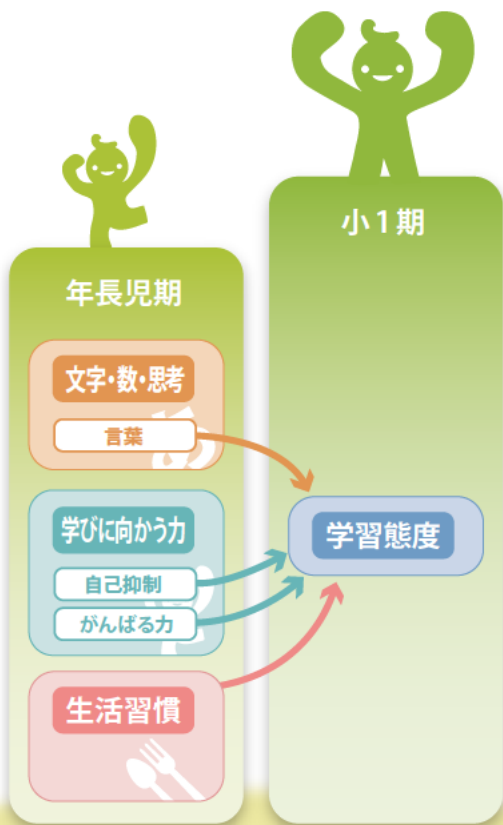 小1期
年長児期
文字・数・思考
言葉
学びに向かう力
自己抑制
がんばる力
生活習慣
学習態度